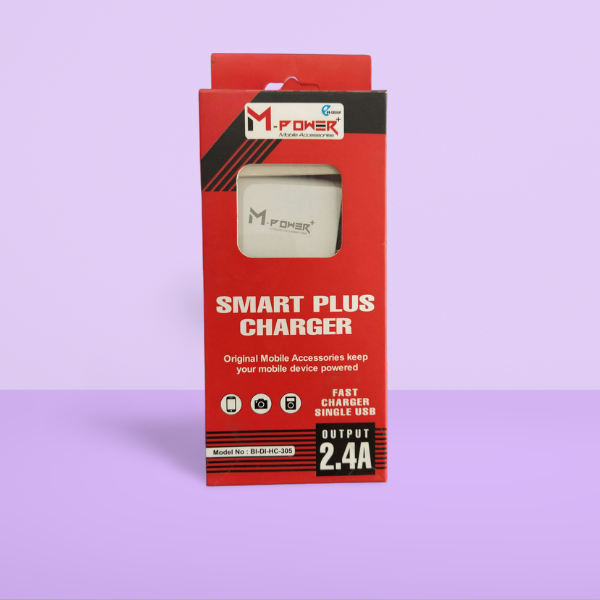 M-POWER+
Mobile Accessories
M-POWER+
SMART PLUS
CHARGER
Original Mobile Accessories keep
your mobile device powered
FAST
CHARGER
SINGLE USB
OUTPUT
2.4A
Model No : BI-DI-HC-305